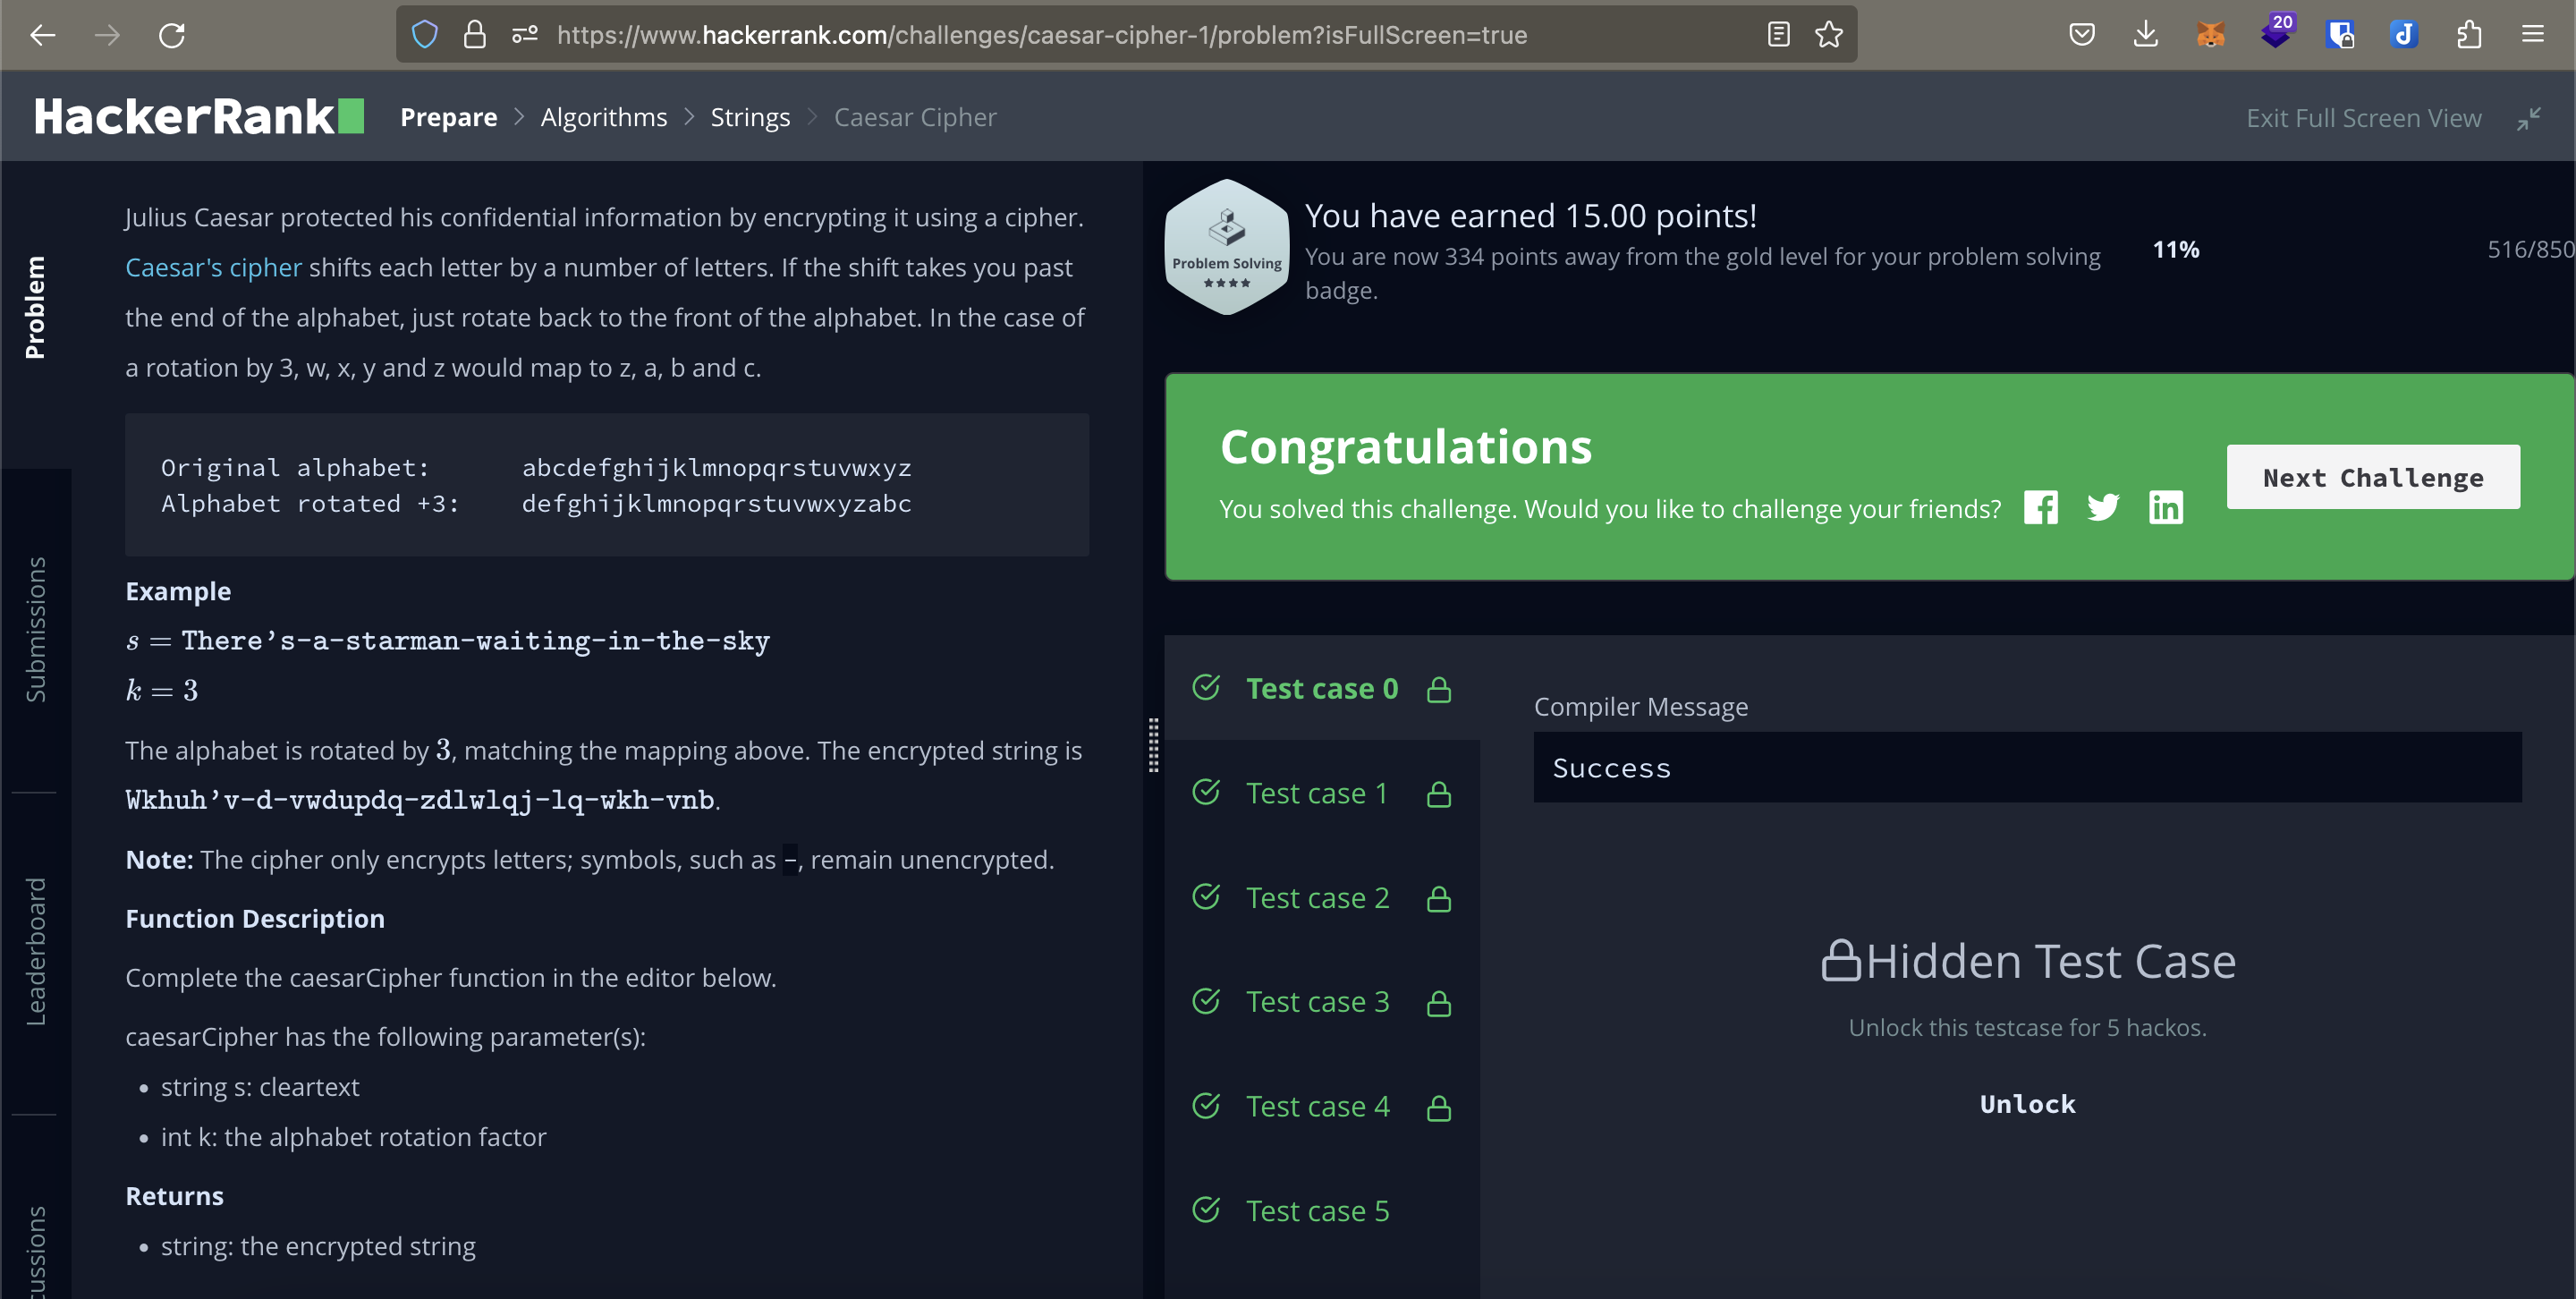 20
https://www.hackerrank.com/challenges/caesar-cipher-1/problem?isFullScreen=true
HackerRank
Prepare > Algorithms > Strings > Caesar Cipher
Exit Full Screen View
Problem
Submissions
Leaderboard
cussions
Julius Caesar protected his confidential information by encrypting it using a cipher.
Caesar's cipher shifts each letter by a number of letters. If the shift takes you past
the end of the alphabet, just rotate back to the front of the alphabet. In the case of
a rotation by 3, w, x, y and z would map to z, a, b and c.
Original alphabet:      abcdefghijklmnopqrstuvwxyz
Alphabet rotated +3:    defghijklmnopqrstuvwxyzabc
Example
s = There’s-a-starman-waiting-in-the-sky
k = 3
The alphabet is rotated by 3, matching the mapping above. The encrypted string is
Wkhuh’v-d-vwdupdq-zdlwlqj-lq-wkh-vnb.
Note: The cipher only encrypts letters; symbols, such as -, remain unencrypted.
Function Description
Complete the caesarCipher function in the editor below.
caesarCipher has the following parameter(s):
• string s: cleartext
• int k: the alphabet rotation factor
Returns
• string: the encrypted string
Problem Solving
You have earned 15.00 points!
You are now 334 points away from the gold level for your problem solving
badge.
11%
516/850
Congratulations
You solved this challenge. Would you like to challenge your friends?
Next Challenge
Test case 0
Test case 1
Test case 2
Test case 3
Test case 4
Test case 5
Compiler Message
Success
Hidden Test Case
Unlock this testcase for 5 hackos.
Unlock